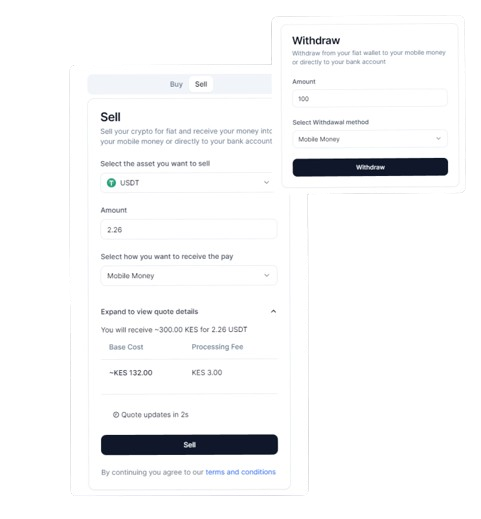 Withdraw
Withdraw from your fiat wallet to your mobile money
or directly to your bank account
Amount
100
Select Withdawal method
Mobile Money
Withdraw
Buy Sell
Sell
Sell your crypto for fiat and receive your money into
your mobile money or directly to your bank account
Select the asset you want to sell
USDT
Amount
2.26
Select how you want to receive the pay
Mobile Money
Expand to view quote details
You will receive ~300.00 KES for 2.26 USDT
Base Cost Processing Fee
~KES 132.00 KES 3.00
Quote updates in 2s
Sell
By continuing you agree to our terms and conditions